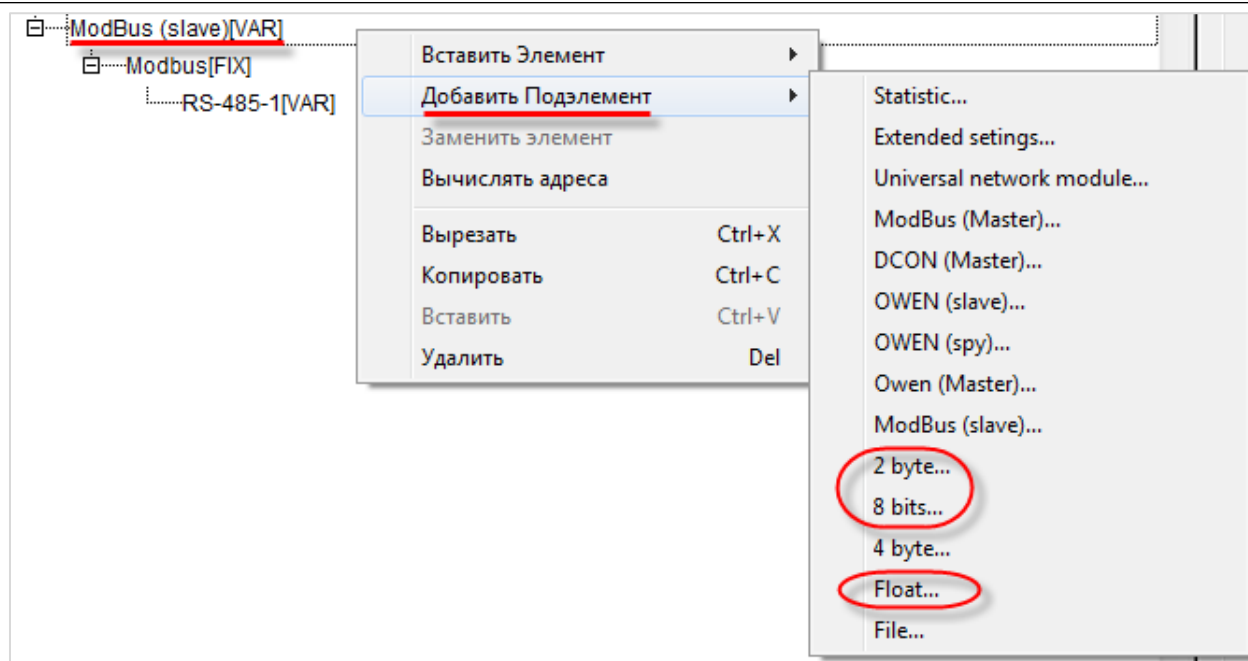 ModBus (slave)[VAR]
Modbus[FIX]
RS-485-1[VAR]
Вставить Элемент
Добавить Подэлемент
Заменить элемент
Вычислять адреса
Вырезать Ctrl+X
Копировать Ctrl+C
Вставить Ctrl+V
Удалить Del
Statistic...
Extended setings...
Universal network module...
ModBus (Master)...
DCON (Master)...
OWEN (slave)...
OWEN (spy)...
Owen (Master)...
ModBus (slave)...
2 byte...
8 bits...
4 byte...
Float...
File...